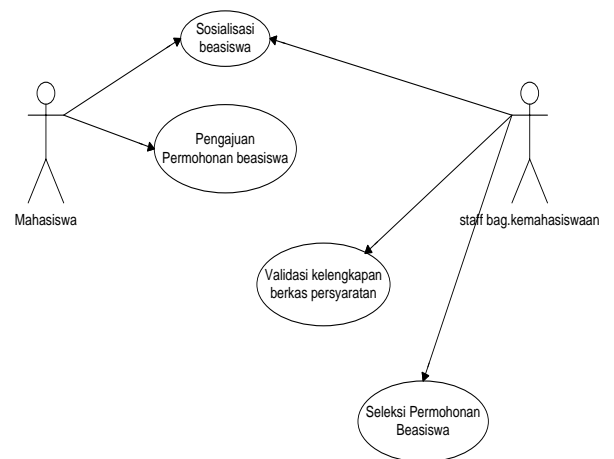 Sosialisasi
beasiswa
Pengajuan
Permohonan beasiswa
Mahasiswa
staff bag.kemahasiswaan
Validasi kelengkapan
berkas persyaratan
Seleksi Permohonan
Beasiswa